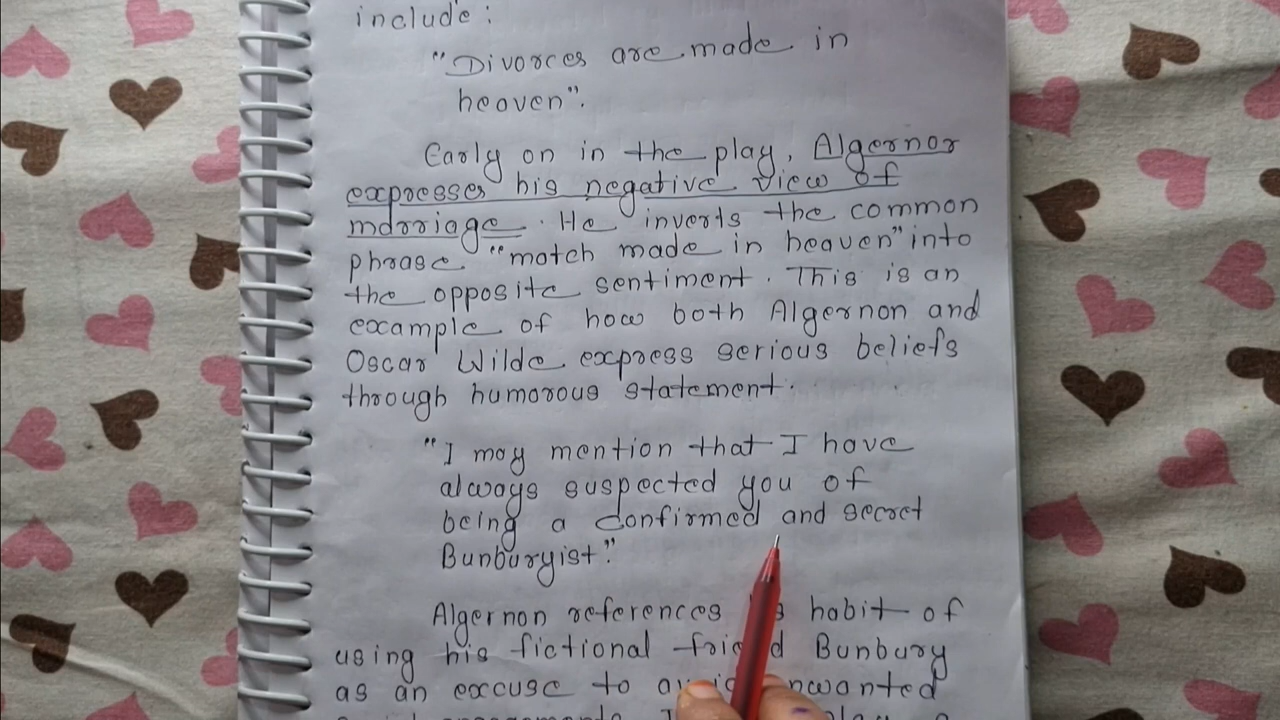 include:
"Divorces are made in
heaven".
Early on in the play, Algernor
expresses his negative view of
marriage. He inverts the common
phrase "match made in heaven" into
the opposite sentiment. This is an
example of how both Algernon and
Oscar Wilde express serious beliefs
through humorous statement.
"I may mention that I have
always suspected you of
being a confirmed and secret
Bunburyist"
Algernon references habit of
using his fictional friend Bunbury
as an excuse to